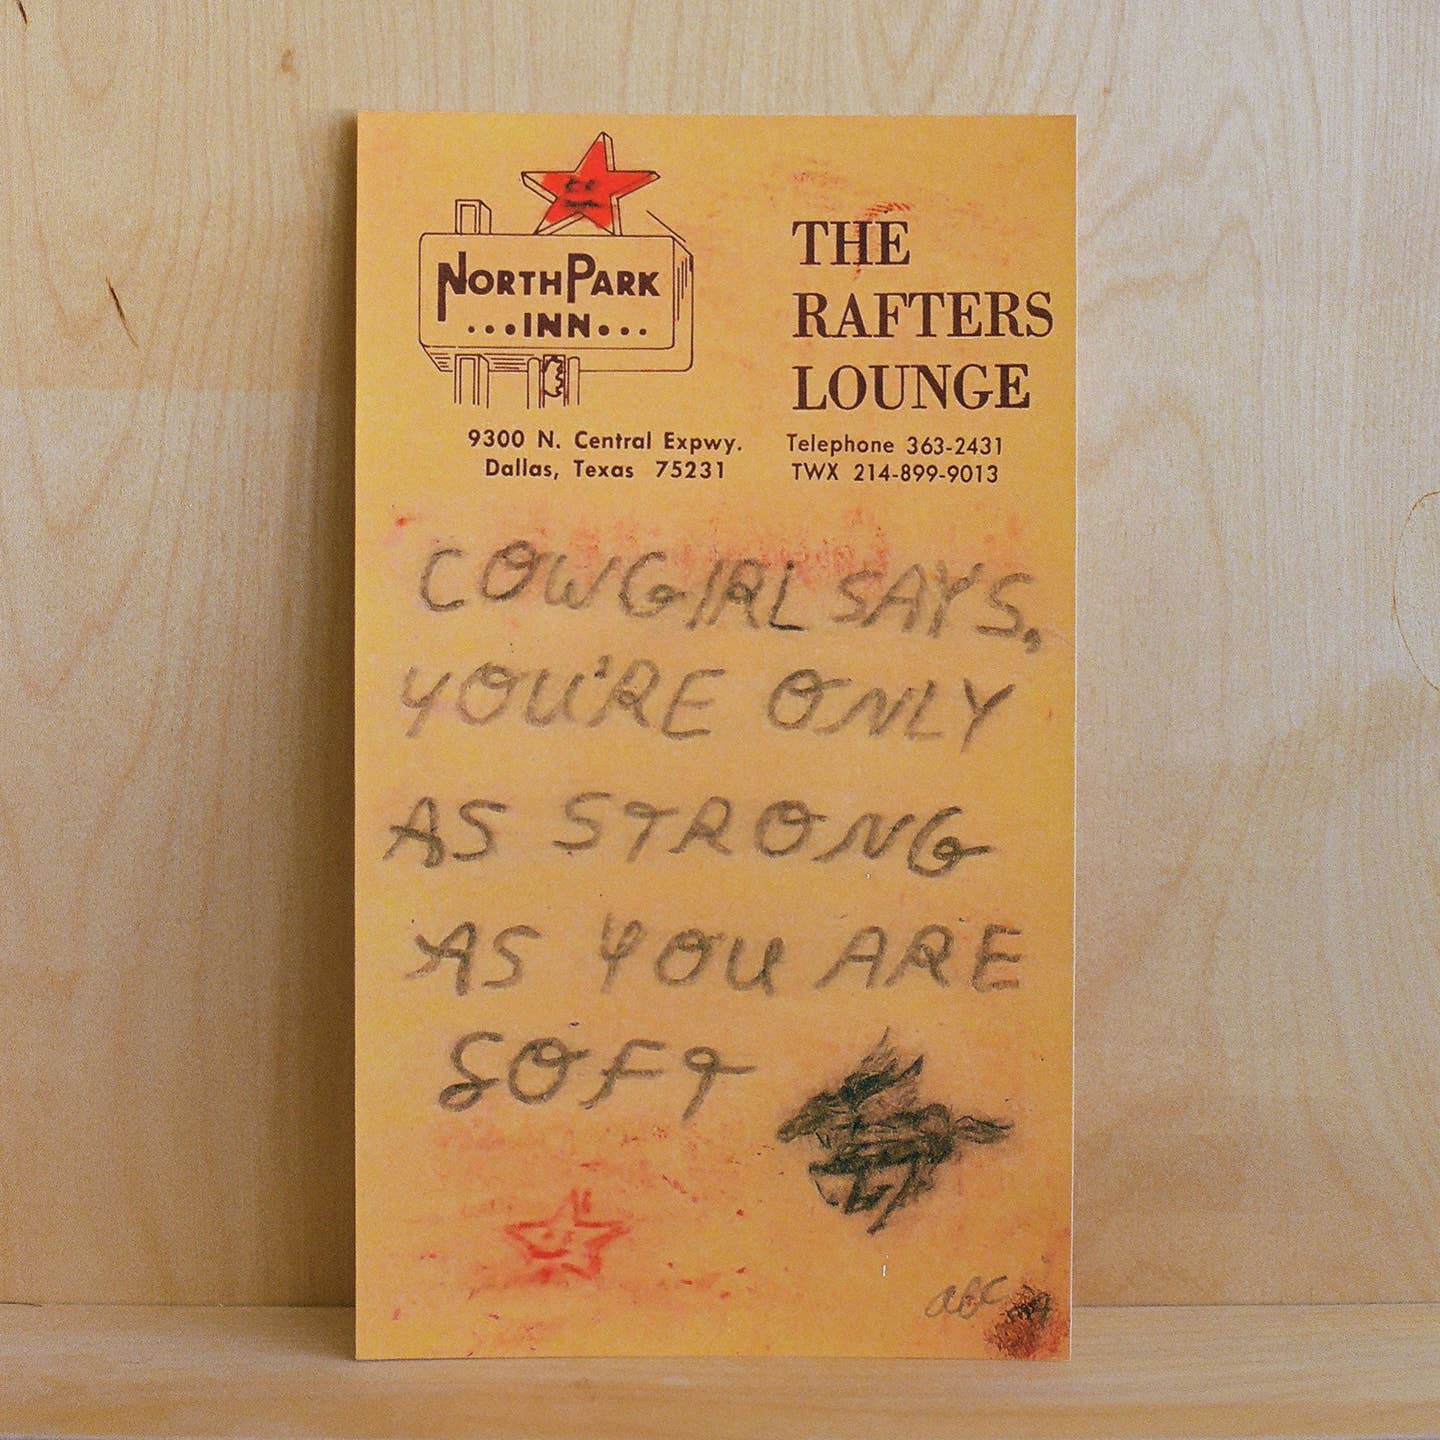 NORTHPARK
...INN...
THE
RAFTERS
LOUNGE
9300 N. Central Expwy.
Dallas, Texas 75231
Telephone 363-2431
TWX 214-899-9013
COWGIRL SAYS,
YOU'RE ONLY
AS STRONG
AS YOU ARE
SOFT
abc